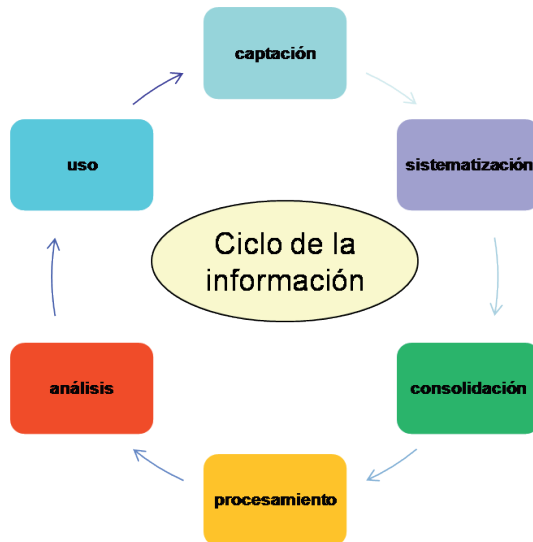 captación
sistematización
consolidación
procesamiento
análisis
uso
Ciclo de la
información